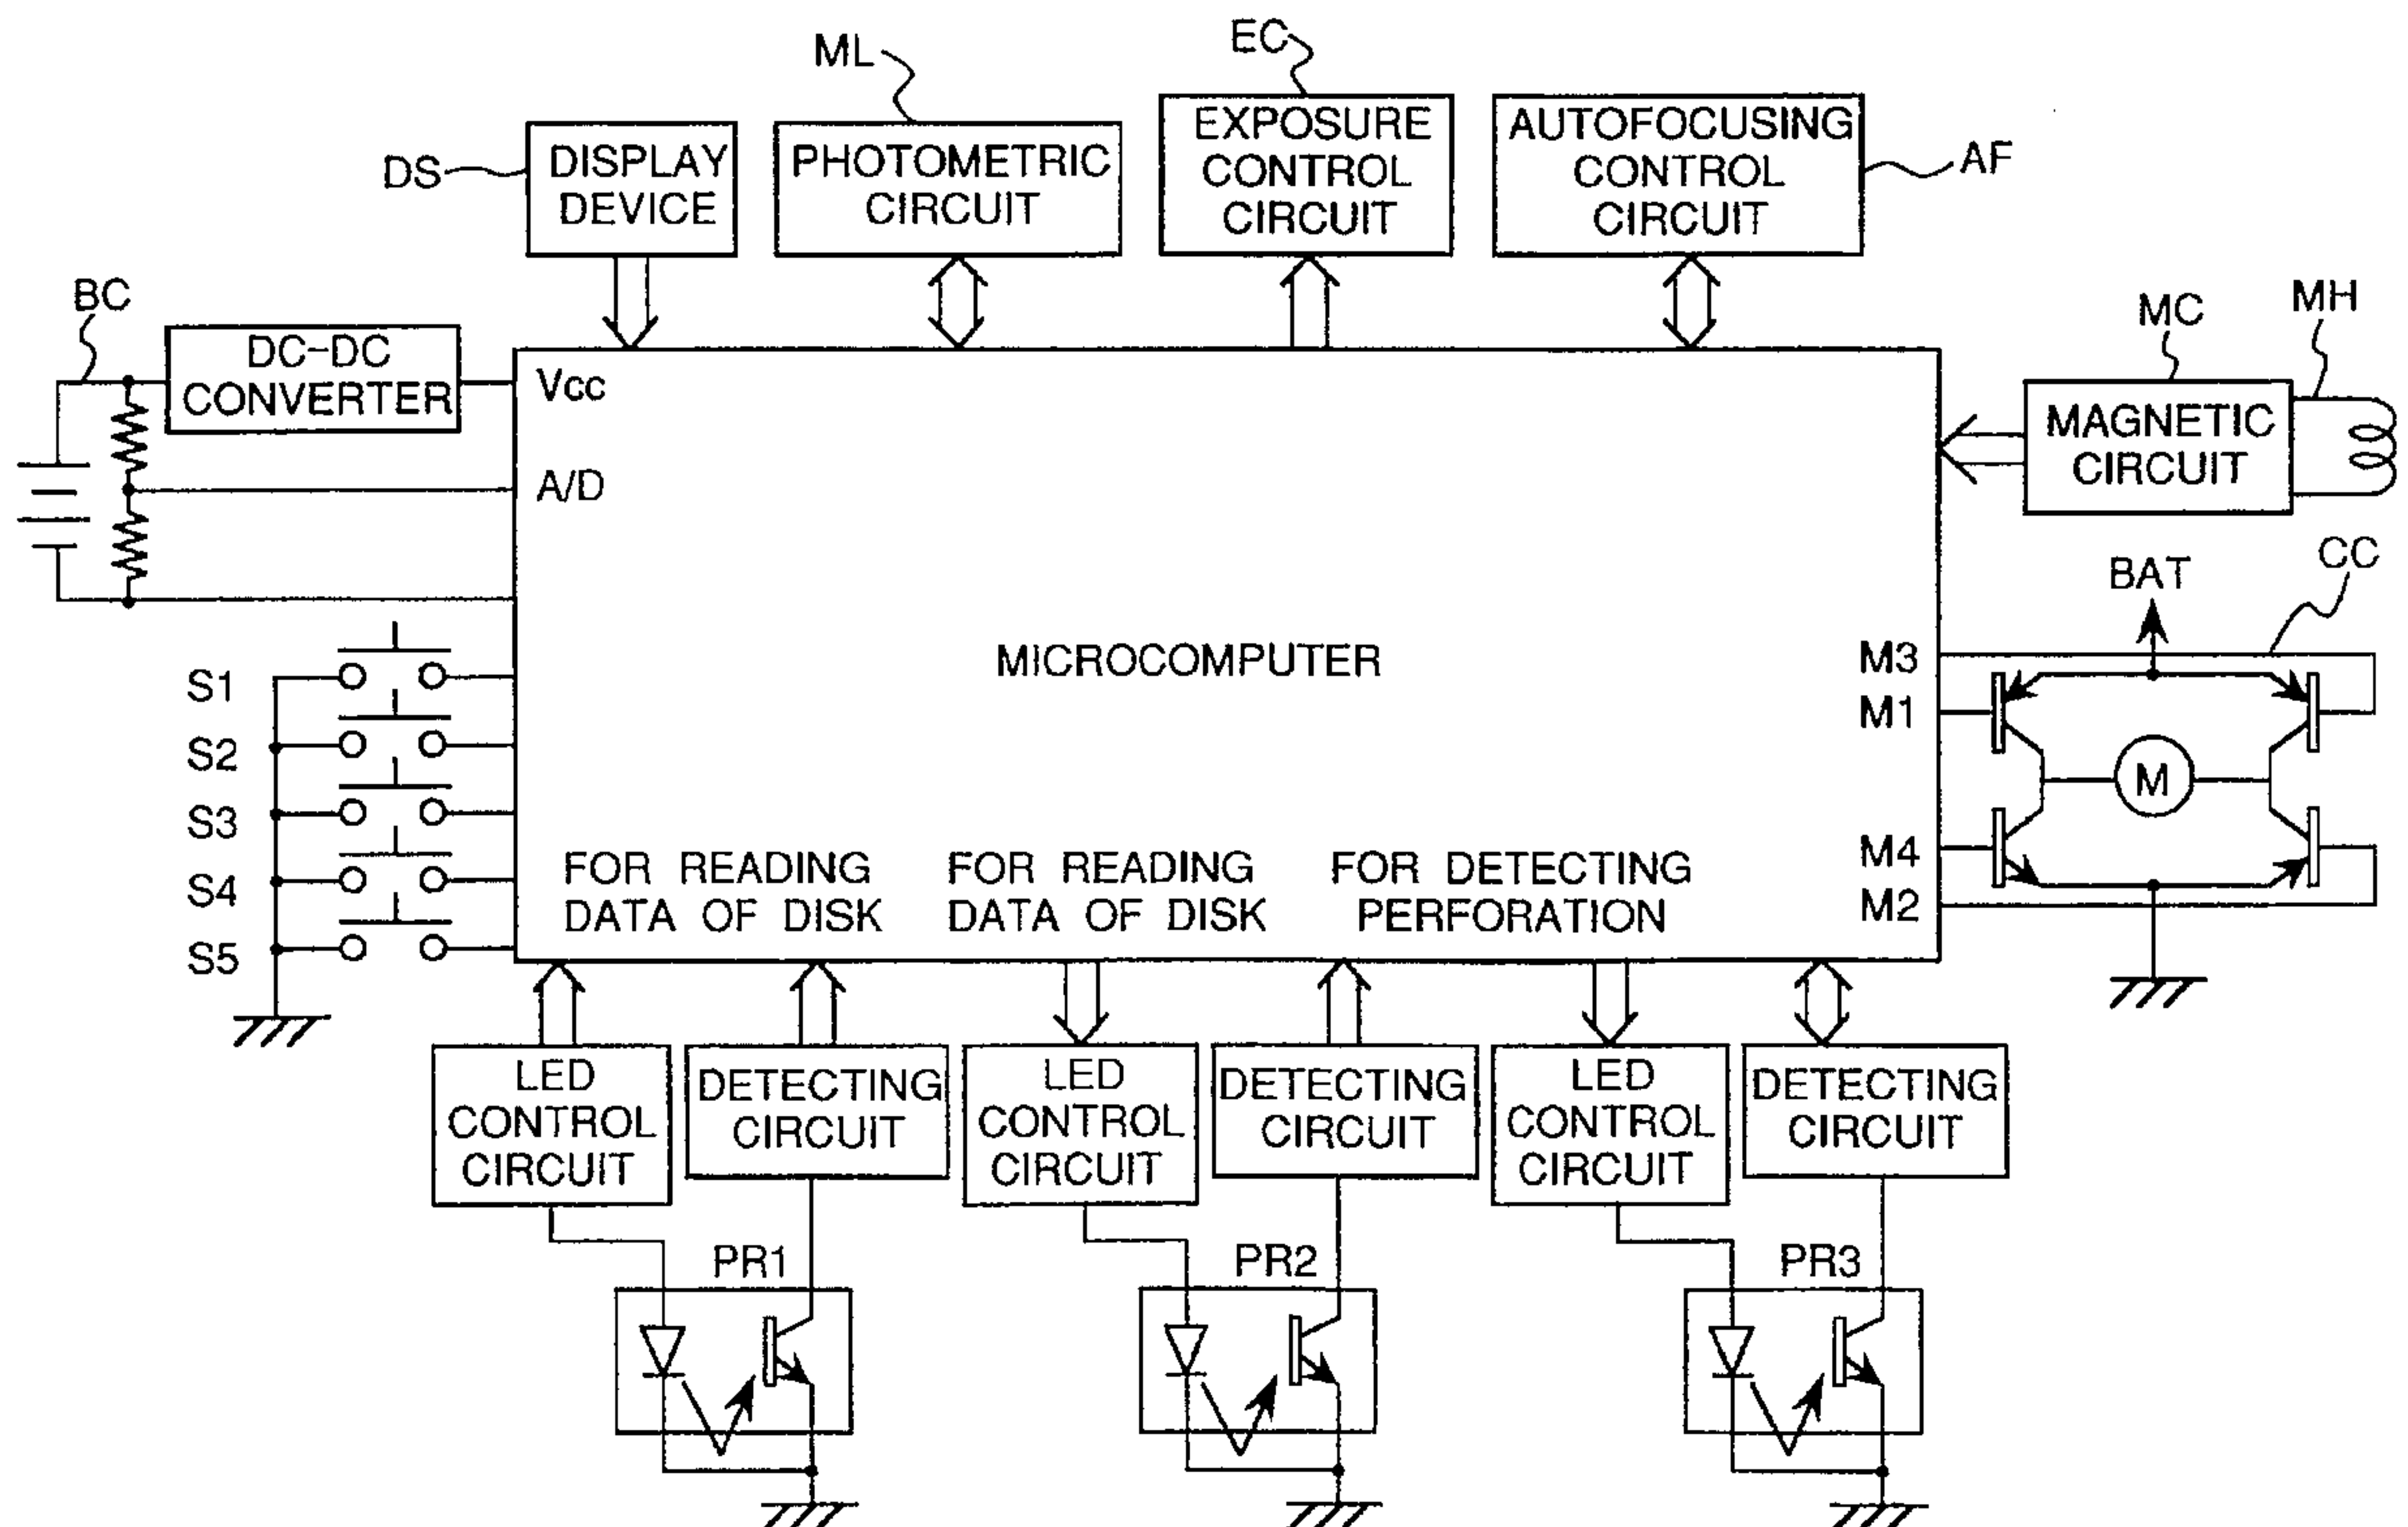 EC
ML
EXPOSURE
CONTROL
CIRCUIT
AUTOFOCUSING
CONTROL
CIRCUIT
DISPLAY
DEVICE
PHOTOMETRIC
CIRCUIT
DS
AF
BC
MC
MH
DC-DC
CONVERTER
Vcc
MAGNETIC
CIRCUIT
A/D
CC
BAT
MICROCOMPUTER
M3
S1
M1
S2
M
S3
FOR READING
DATA OF DISK
FOR READING
DATA OF DISK
FOR DETECTING
PERFORATION
M4
S4
M2
S5
LED
CONTROL
CIRCUIT
DETECTING
CIRCUIT
LED
CONTROL
CIRCUIT
DETECTING
CIRCUIT
LED
CONTROL
CIRCUIT
DETECTING
CIRCUIT
PR1
PR2
PR3